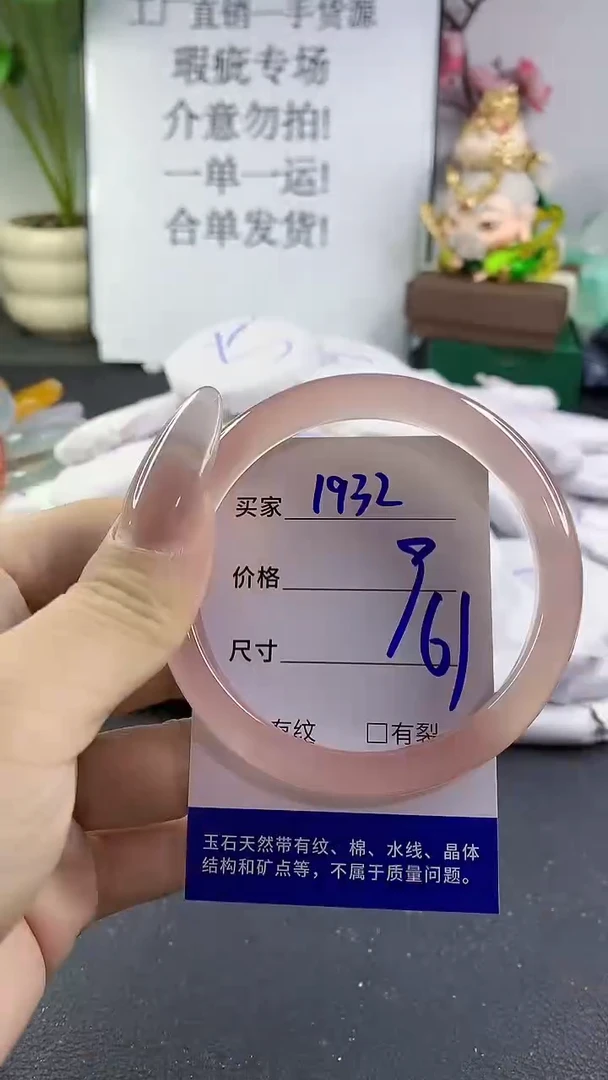 工厂直销一手货源
瑕疵专场
介意勿拍!
一单一运!
合单发货!
买家 1932
价格
尺寸 61
有纹 □有裂
玉石天然带有纹、棉、水线、晶体
结构和矿点等，不属于质量问题。